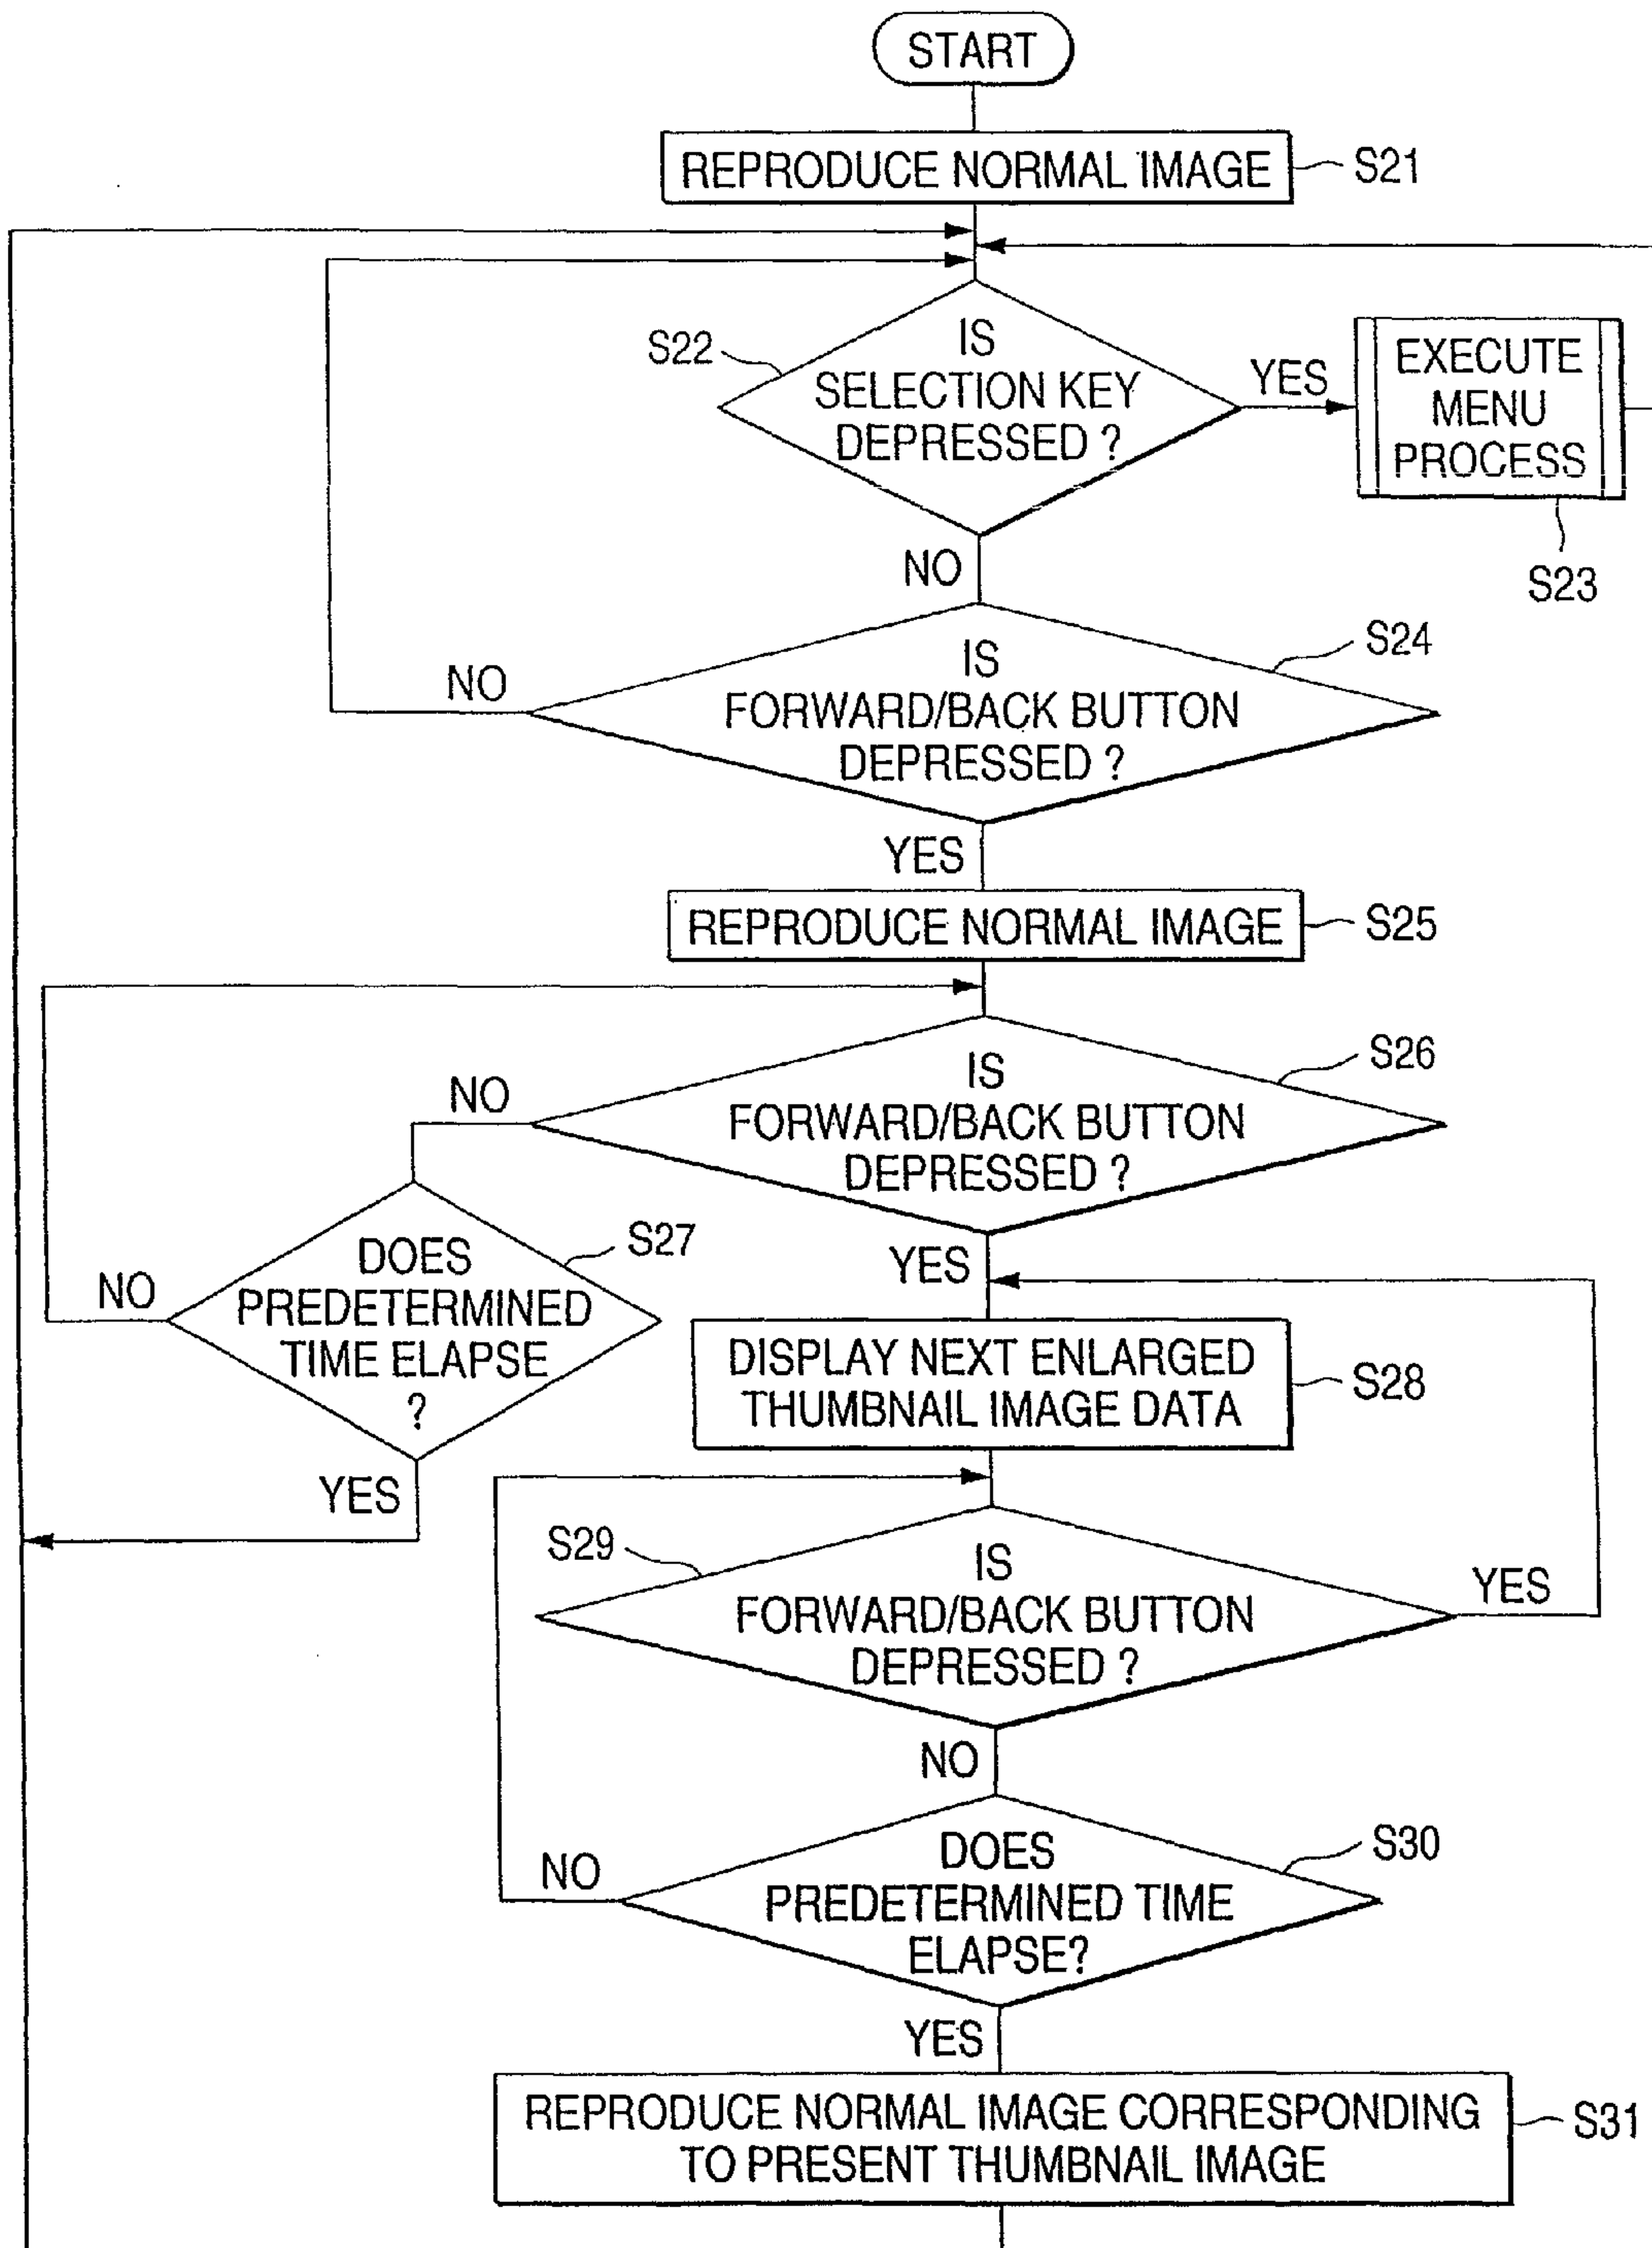 START
REPRODUCE NORMAL IMAGE
S21
S22
IS
SELECTION KEY
DEPRESSED ?
YES
EXECUTE
MENU
PROCESS
S23
NO
S24
IS
FORWARD/BACK BUTTON
DEPRESSED ?
NO
YES
REPRODUCE NORMAL IMAGE
S25
S26
IS
FORWARD/BACK BUTTON
DEPRESSED ?
NO
S27
DOES
PREDETERMINED
TIME ELAPSE
?
NO
YES
YES
DISPLAY NEXT ENLARGED
THUMBNAIL IMAGE DATA
S28
S29
IS
FORWARD/BACK BUTTON
DEPRESSED ?
YES
NO
S30
DOES
PREDETERMINED TIME
ELAPSE?
NO
YES
REPRODUCE NORMAL IMAGE CORRESPONDING
TO PRESENT THUMBNAIL IMAGE
S31